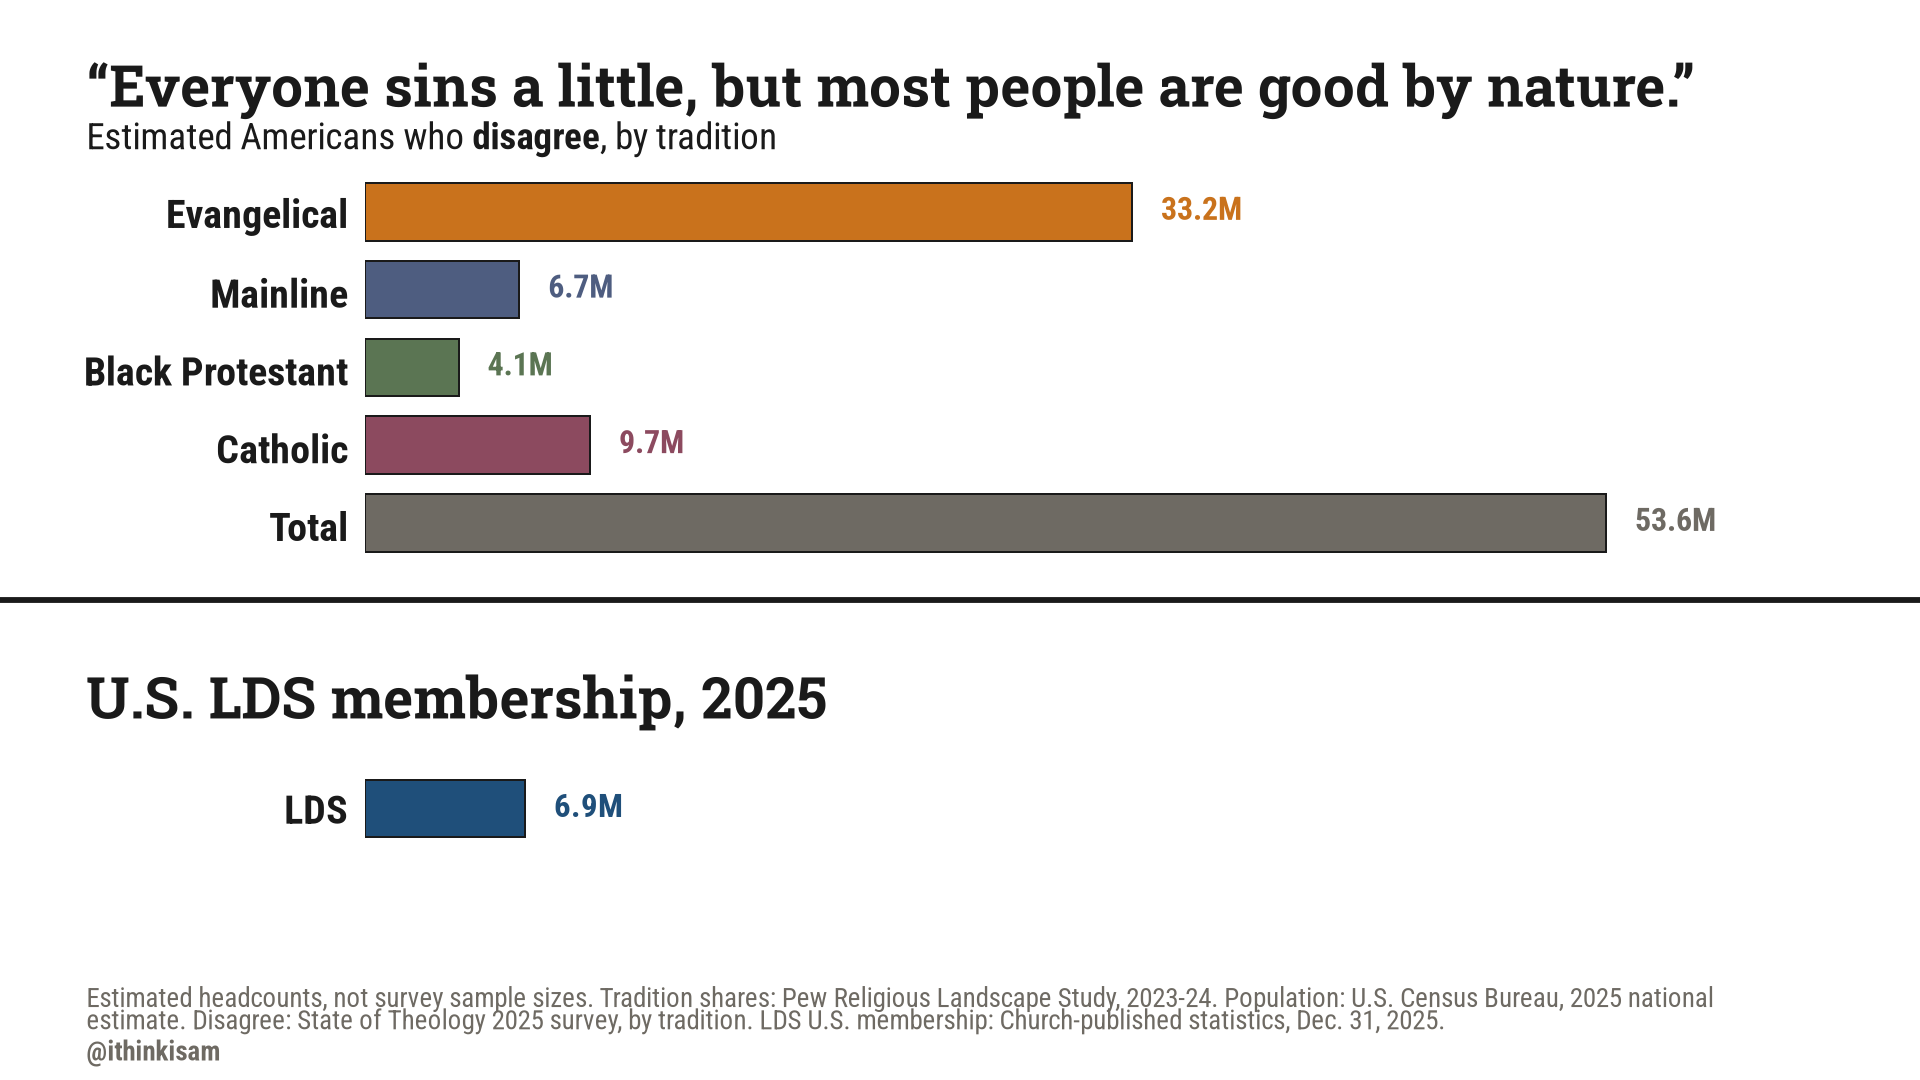 “Everyone sins a little, but most people are good by nature.”
Estimated Americans who disagree, by tradition
Evangelical 33.2M
Mainline 6.7M
Black Protestant 4.1M
Catholic 9.7M
Total 53.6M
U.S. LDS membership, 2025
LDS 6.9M
Estimated headcounts, not survey sample sizes. Tradition shares: Pew Religious Landscape Study, 2023-24. Population: U.S. Census Bureau, 2025 national
estimate. Disagree: State of Theology 2025 survey, by tradition. LDS U.S. membership: Church-published statistics, Dec. 31, 2025.
@ithinkisam